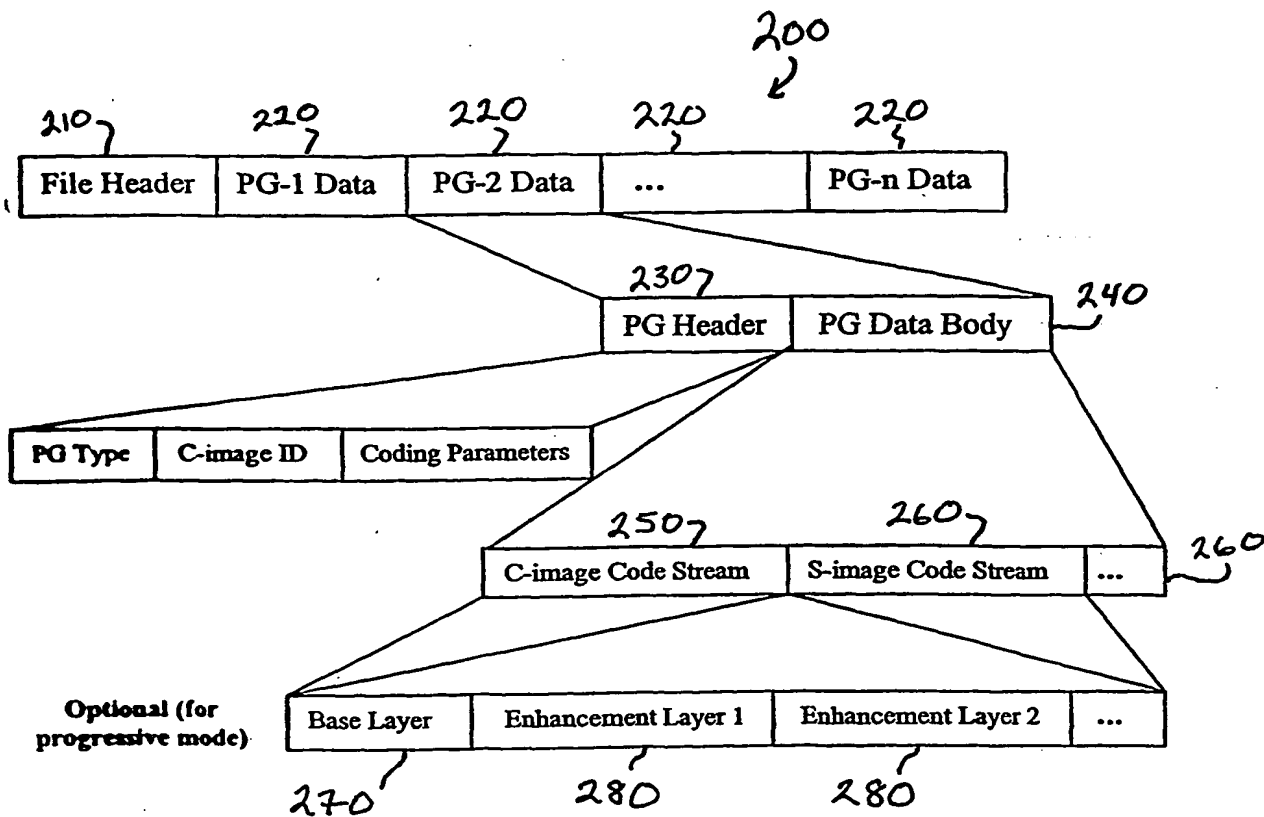 200
210 220 220 220 220
File Header PG-1 Data PG-2 Data ... PG-n Data
230
PG Header PG Data Body 240
PG Type C-image ID Coding Parameters
250 260
C-image Code Stream S-image Code Stream ... 260
Optional (for
progressive mode)
Base Layer Enhancement Layer 1 Enhancement Layer 2 ...
270 280 280